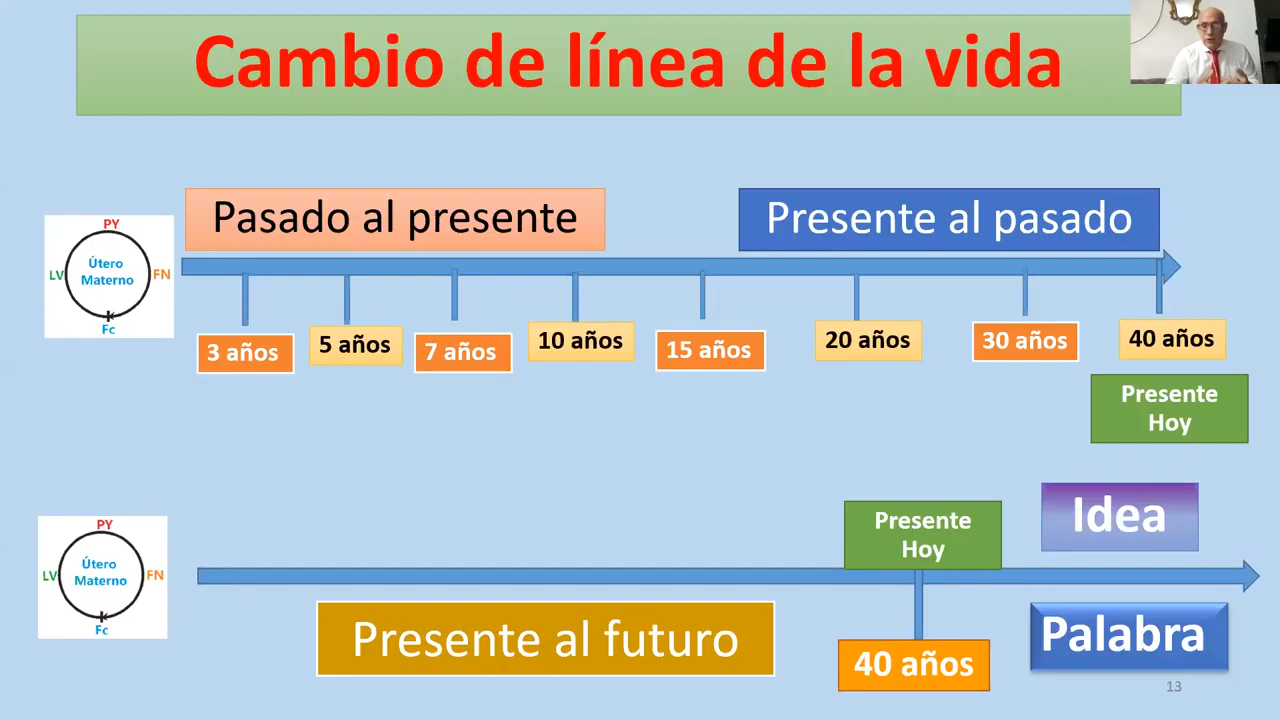 Cambio de línea de la vida
Pasado al presente
Presente al pasado
PY
LV
Útero
Materno
FN
Fc
3 años
5 años
7 años
10 años
15 años
20 años
30 años
40 años
Presente
Hoy
PY
LV
Útero
Materno
FN
Fc
Presente
Hoy
Idea
Presente al futuro
40 años
Palabra
13